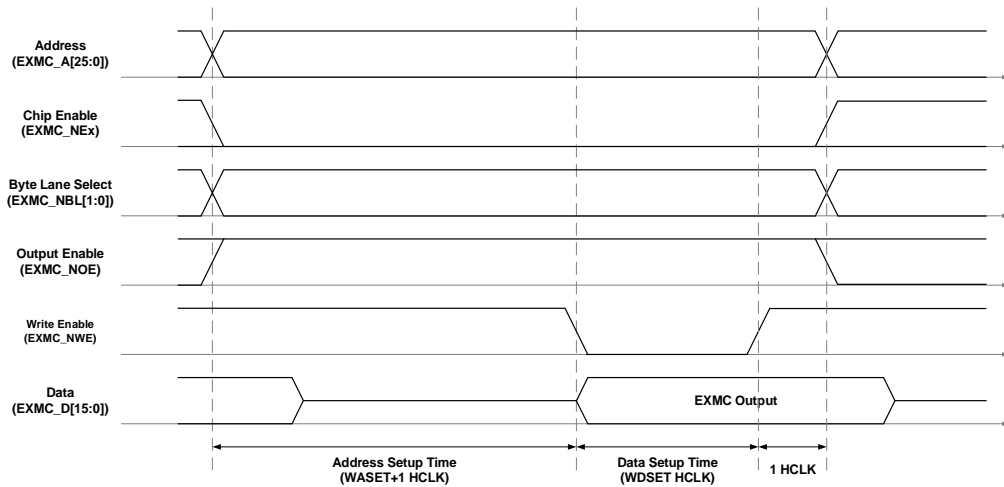 Address
(EXMC_A[25:0])
Chip Enable
(EXMC_NEx)
Byte Lane Select
(EXMC_NBL[1:0])
Output Enable
(EXMC_NOE)
Write Enable
(EXMC_NWE)
Data
(EXMC_D[15:0])
EXMC Output
Address Setup Time
(WASET+1 HCLK)
Data Setup Time
(WDSET HCLK)
1 HCLK